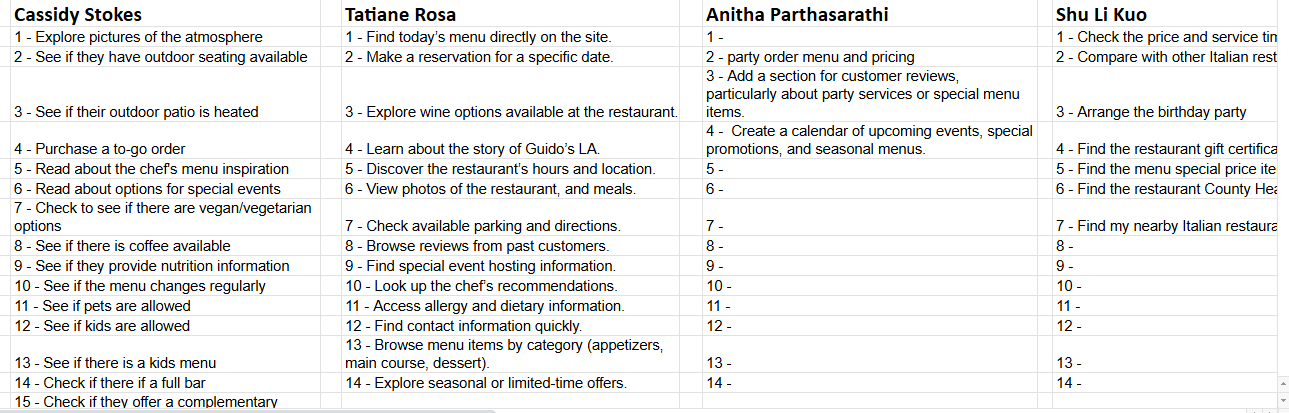 Cassidy Stokes
1 - Explore pictures of the atmosphere
2 - See if they have outdoor seating available
3 - See if their outdoor patio is heated
4 - Purchase a to-go order
5 - Read about the chef's menu inspiration
6 - Read about options for special events
7 - Check to see if there are vegan/vegetarian
options
8 - See if there is coffee available
9 - See if they provide nutrition information
10 - See if the menu changes regularly
11 - See if pets are allowed
12 - See if kids are allowed
13 - See if there is a kids menu
14 - Check if there if a full bar
15 - Check if they offer a complementary
Tatiane Rosa
1 - Find today's menu directly on the site.
2 - Make a reservation for a specific date.
3 - Explore wine options available at the restaurant.
4 - Learn about the story of Guido's LA.
5 - Discover the restaurant's hours and location.
6 - View photos of the restaurant, and meals.
7 - Check available parking and directions.
8 - Browse reviews from past customers.
9 - Find special event hosting information.
10 - Look up the chef's recommendations.
11 - Access allergy and dietary information.
12 - Find contact information quickly.
13 - Browse menu items by category (appetizers,
main course, dessert).
14 - Explore seasonal or limited-time offers.
Anitha Parthasarathi
1 -
2 - party order menu and pricing
3 - Add a section for customer reviews,
particularly about party services or special menu
items.
4 -  Create a calendar of upcoming events, special
promotions, and seasonal menus.
5 -
6 -
7 -
8 -
9 -
10 -
11 -
12 -
13 -
14 -
Shu Li Kuo
1 - Check the price and service
2 - Compare with other Italian
3 - Arrange the birthday party
4 - Find the restaurant gift
5 - Find the menu special price
6 - Find the restaurant County
7 - Find my nearby Italian
8 -
9 -
10 -
11 -
12 -
13 -
14 -